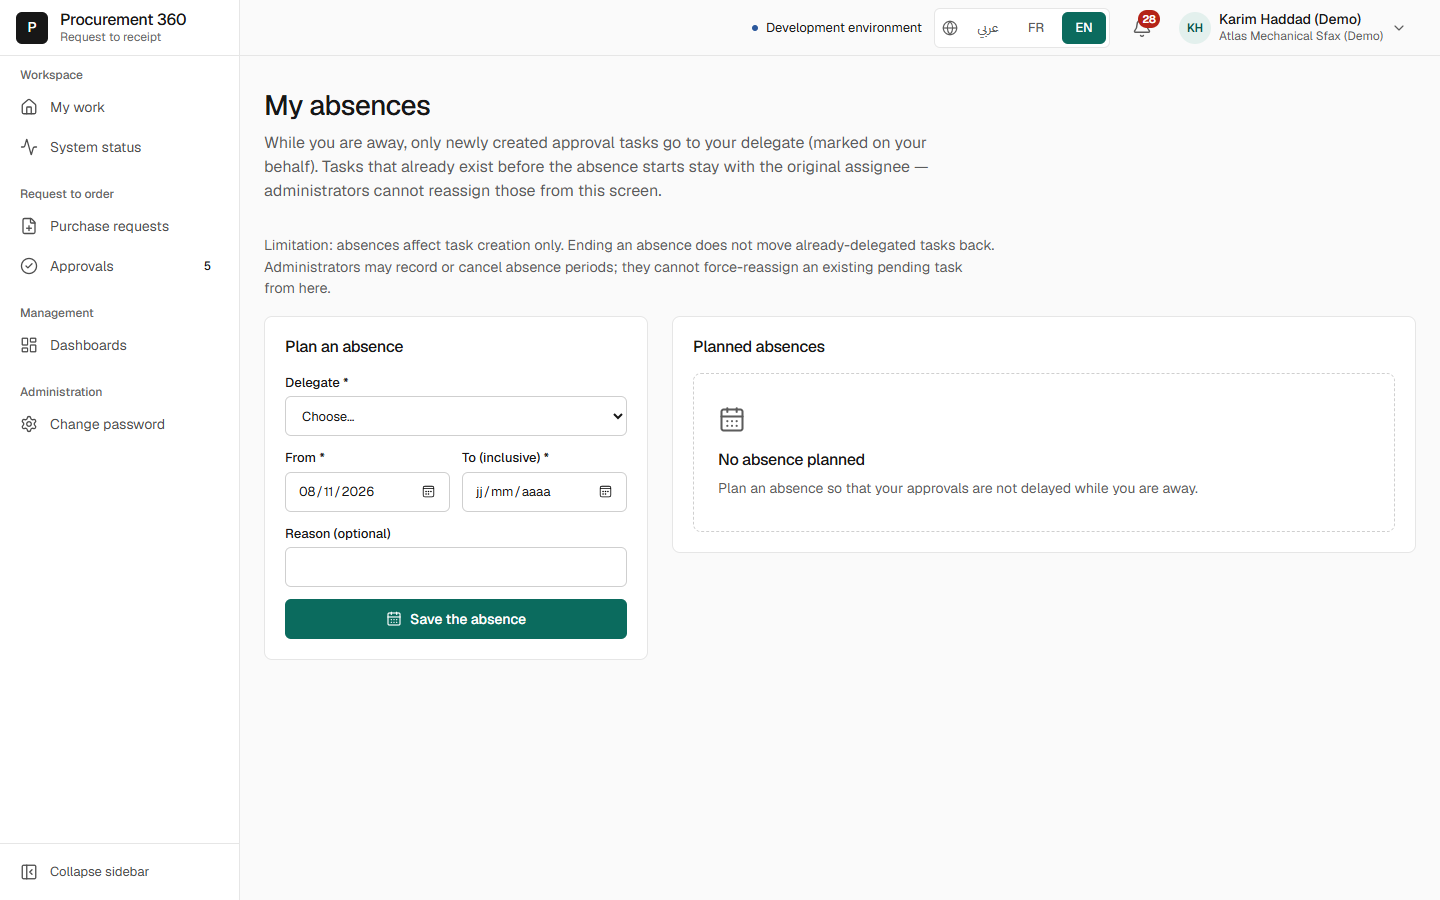 P
Procurement 360
Request to receipt
Development environment
عربي
FR
EN
28
KH
Karim Haddad (Demo)
Atlas Mechanical Sfax (Demo)
Workspace
My work
System status
Request to order
Purchase requests
Approvals 5
Management
Dashboards
Administration
Change password
Collapse sidebar
My absences
While you are away, only newly created approval tasks go to your delegate (marked on your
behalf). Tasks that already exist before the absence starts stay with the original assignee —
administrators cannot reassign those from this screen.
Limitation: absences affect task creation only. Ending an absence does not move already-delegated tasks back.
Administrators may record or cancel absence periods; they cannot force-reassign an existing pending task
from here.
Plan an absence
Delegate *
Choose...
From * To (inclusive) *
08/11/2026 jj/mm/aaaa
Reason (optional)
Save the absence
Planned absences
No absence planned
Plan an absence so that your approvals are not delayed while you are away.